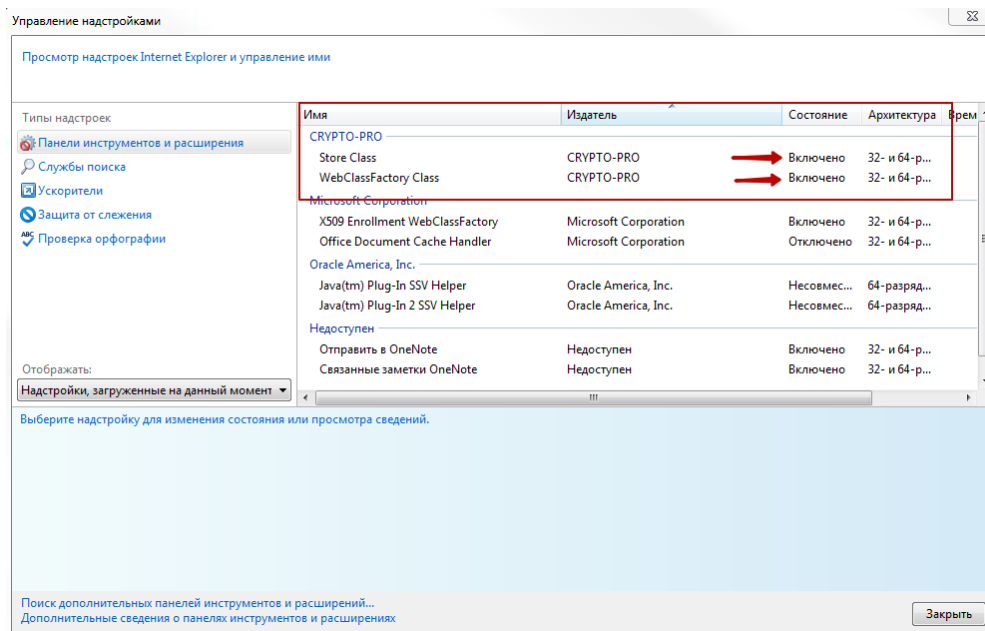 Управление надстройками
Просмотр надстроек Internet Explorer и управление ими
Типы надстроек
Панели инструментов и расширения
Службы поиска
Ускорители
Защита от слежения
Проверка орфографии
Отображать:
Надстройки, загруженные на данный момент
Имя Издатель Состояние Архитектура Врем
CRYPTO-PRO
Store Class CRYPTO-PRO Включено 32- и 64-р...
WebClassFactory Class CRYPTO-PRO Включено 32- и 64-р...
Microsoft Corporation
X509 Enrollment WebClassFactory Microsoft Corporation Включено 32- и 64-р...
Office Document Cache Handler Microsoft Corporation Отключено 32- и 64-р...
Oracle America, Inc.
Java(tm) Plug-In SSV Helper Oracle America, Inc. Несовмес... 64-разряд...
Java(tm) Plug-In 2 SSV Helper Oracle America, Inc. Несовмес... 64-разряд...
Недоступен
Отправить в OneNote Недоступен Включено 32- и 64-р...
Связанные заметки OneNote Недоступен Включено 32- и 64-р...
Выберите надстройку для изменения состояния или просмотра сведений.
Поиск дополнительных панелей инструментов и расширений...
Дополнительные сведения о панелях инструментов и расширениях
Закрыть